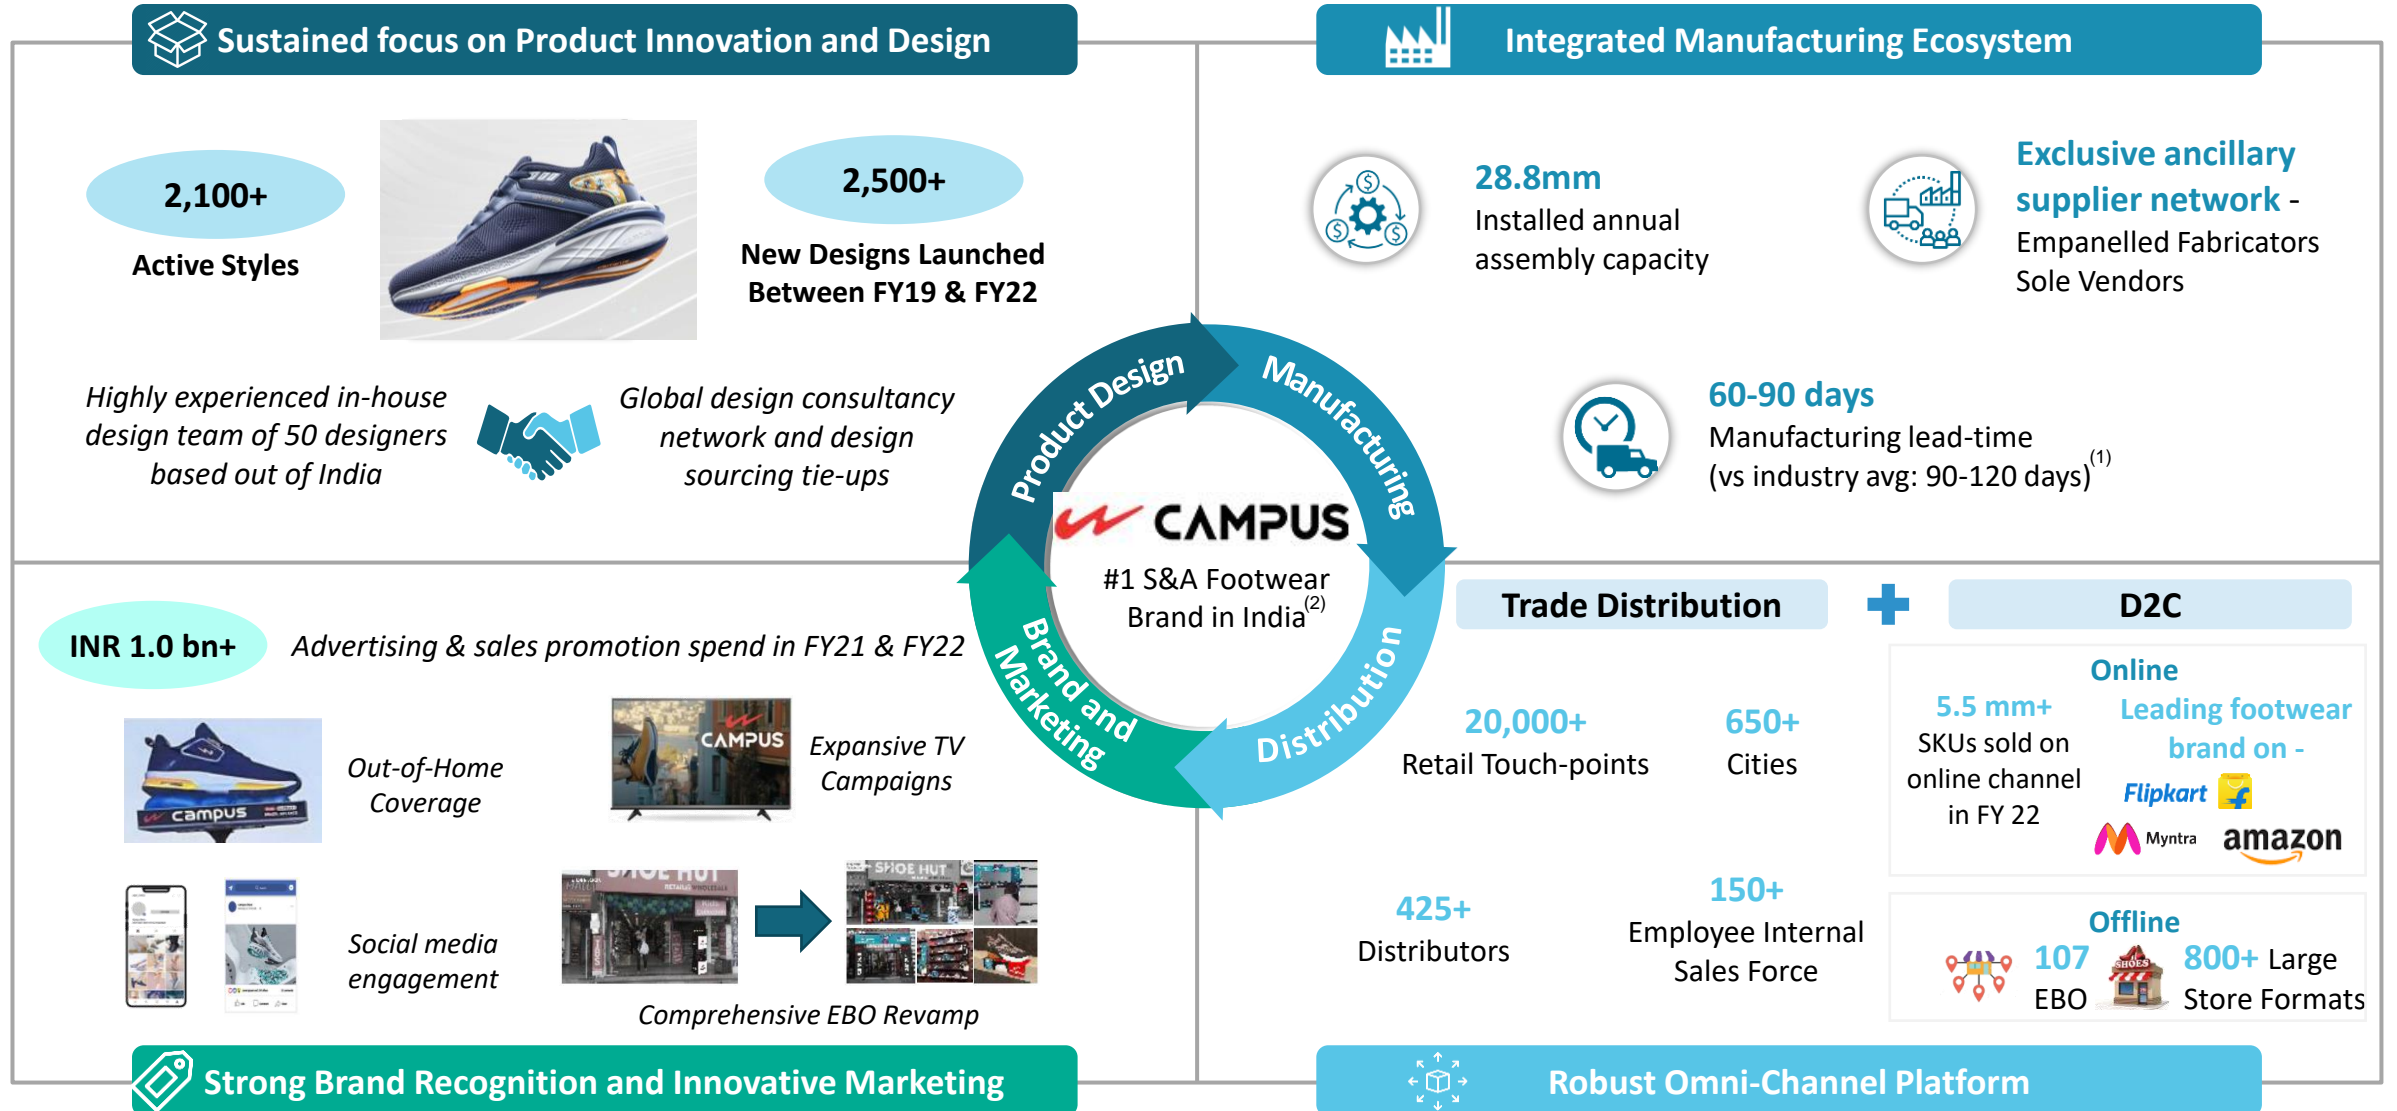 Sustained focus on Product Innovation and Design
2,100+
Active Styles
2,500+
New Designs Launched
Between FY19 & FY22
Highly experienced in-house
design team of 50 designers
based out of India
Global design consultancy
network and design
sourcing tie-ups
Integrated Manufacturing Ecosystem
28.8mm
Installed annual
assembly capacity
Exclusive ancillary
supplier network -
Empanelled Fabricators
Sole Vendors
60-90 days
Manufacturing lead-time
(vs industry avg: 90-120 days)(1)
Product Design
Manufacturing
Distribution
Brand and
Marketing
CAMPUS
#1 S&A Footwear
Brand in India(2)
INR 1.0 bn+
Advertising & sales promotion spend in FY21 & FY22
campus
Out-of-Home
Coverage
CAMPUS
Expansive TV
Campaigns
Social media
engagement
SHOE HUT
RETAIL & WHOLESALE
SHOE HUT
Comprehensive EBO Revamp
Strong Brand Recognition and Innovative Marketing
Trade Distribution
20,000+
Retail Touch-points
650+
Cities
425+
Distributors
150+
Employee Internal
Sales Force
D2C
Online
5.5 mm+
SKUs sold on
online channel
in FY 22
Leading footwear
brand on -
Flipkart
Myntra
amazon
Offline
107
EBO
SHOES
800+ Large
Store Formats
Robust Omni-Channel Platform